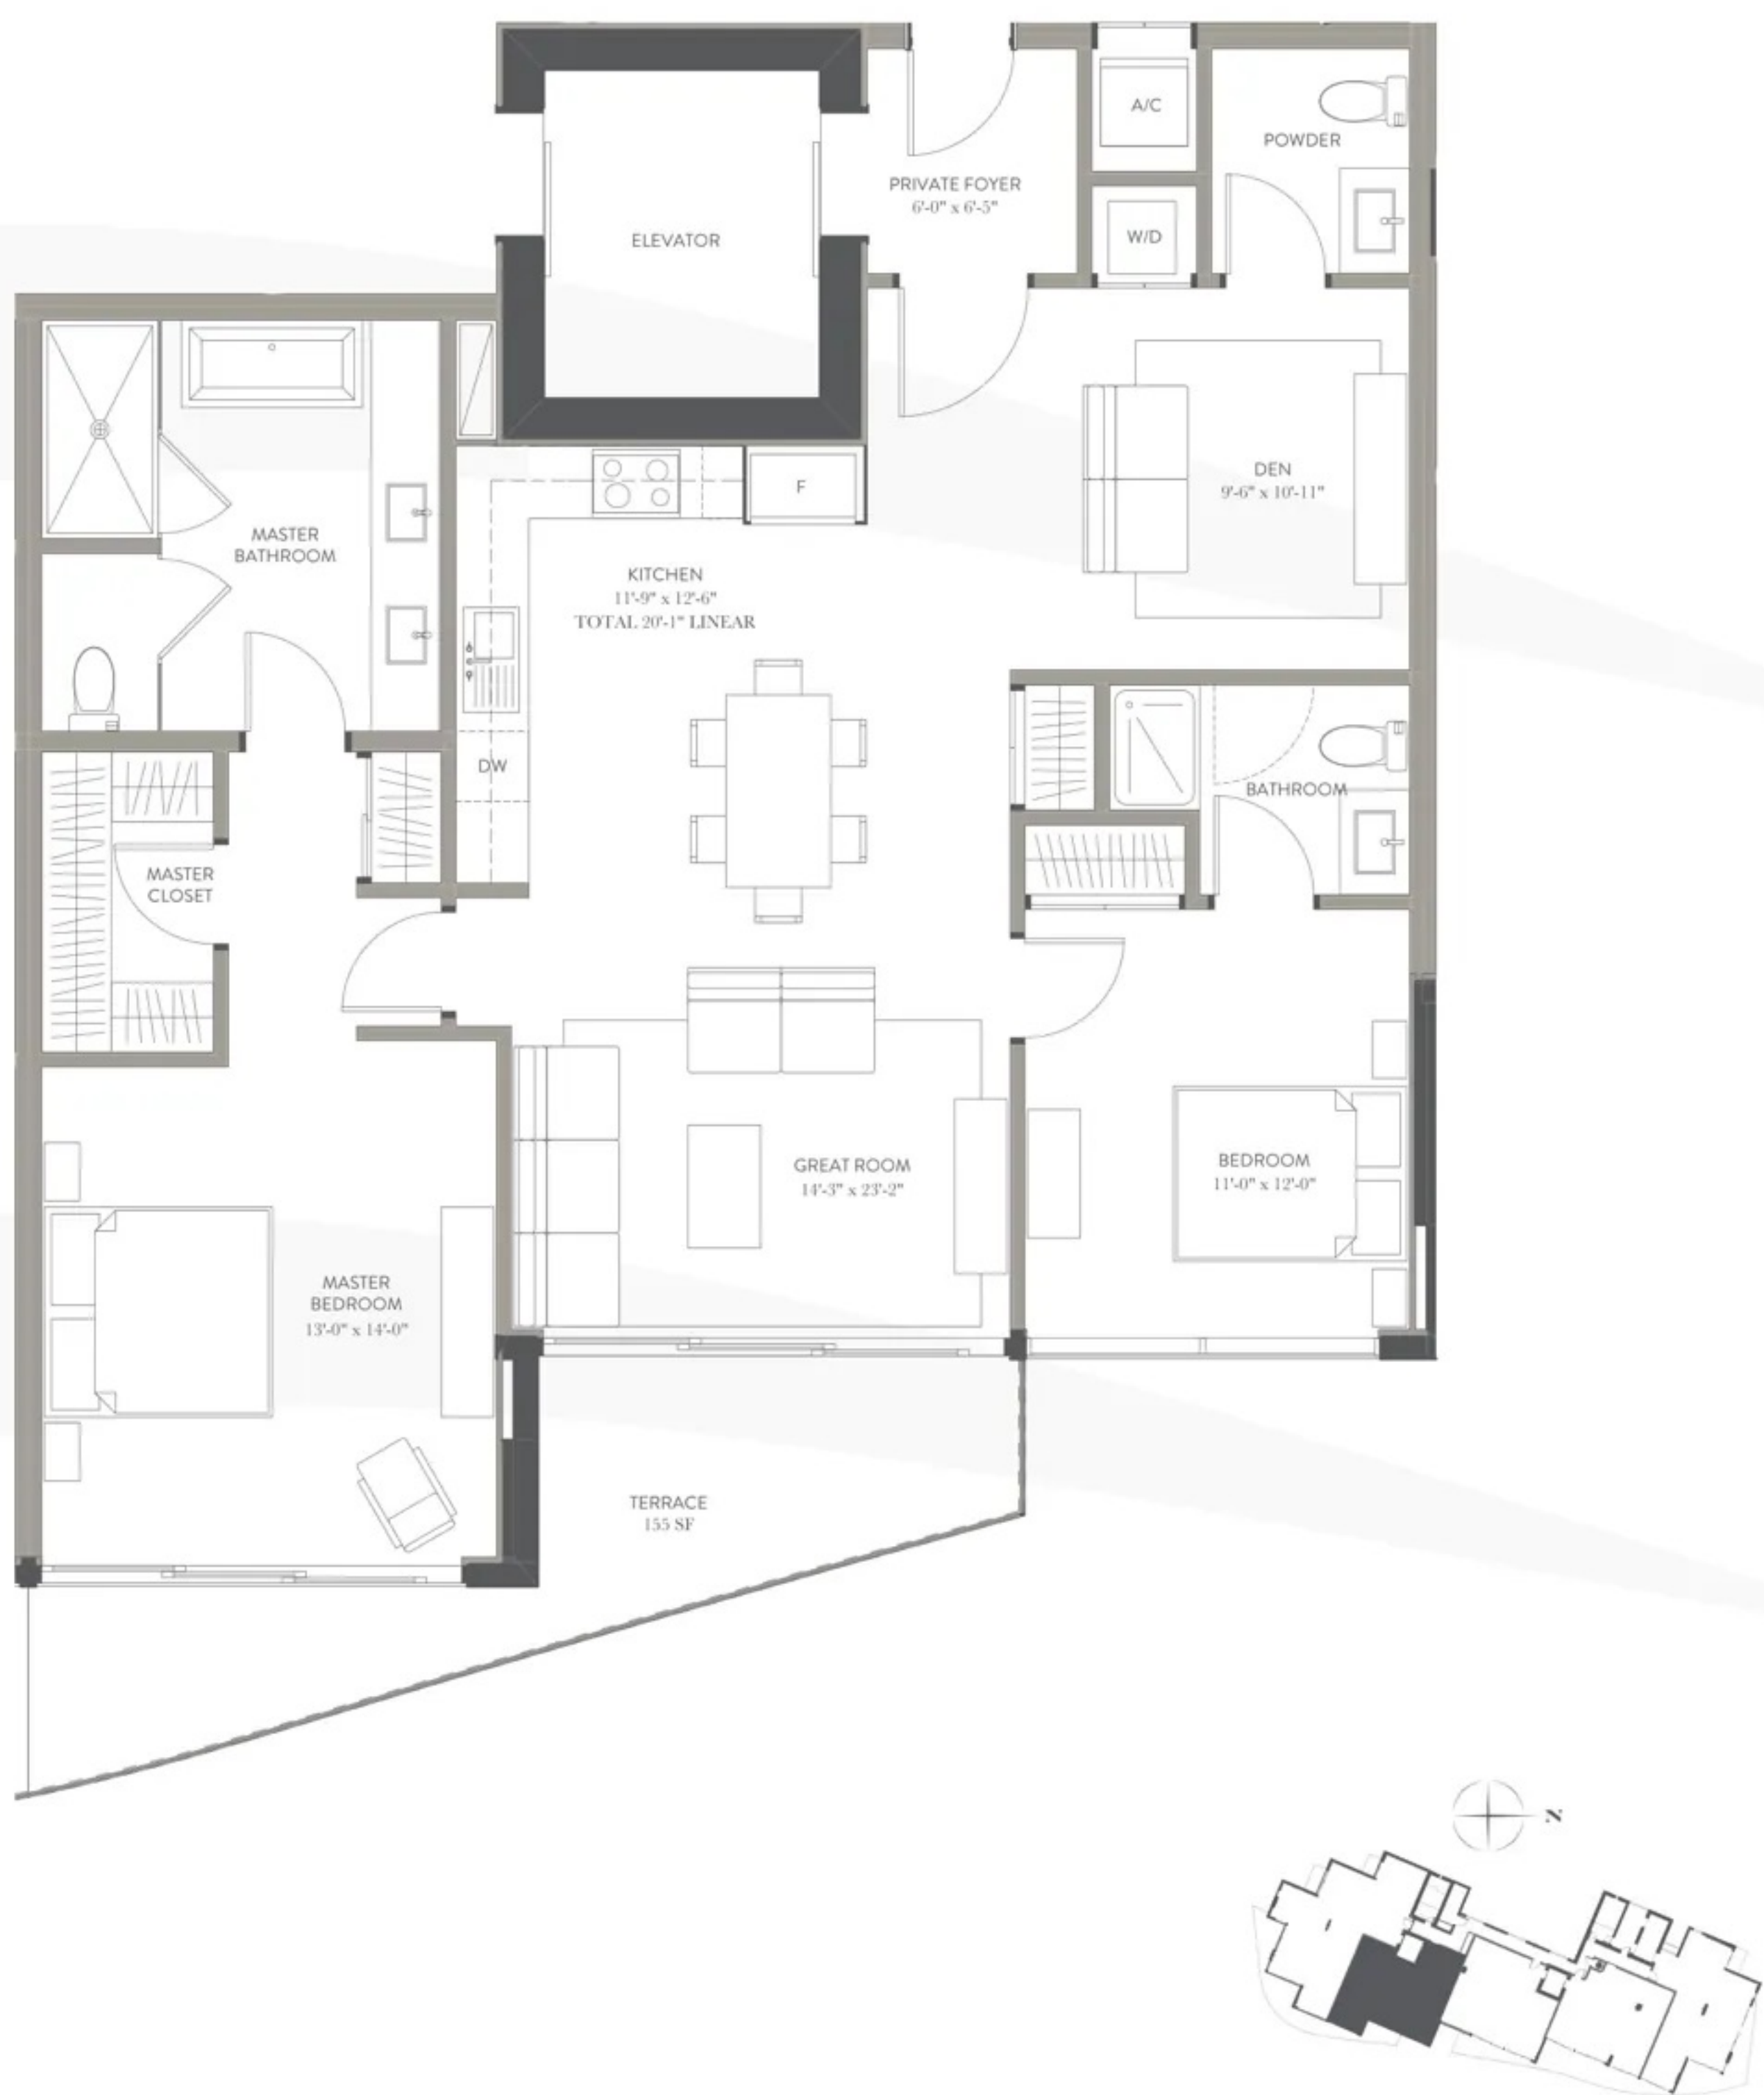 A/C
POWDER
PRIVATE FOYER
6'-0" x 6'-5"
W/D
ELEVATOR
DEN
9'-6" x 10'-11"
F
MASTER
BATHROOM
KITCHEN
11'-9" x 12'-6"
TOTAL 20'-1" LINEAR
DW
BATHROOM
MASTER
CLOSET
GREAT ROOM
14'-3" x 23'-2"
BEDROOM
11'-0" x 12'-0"
MASTER
BEDROOM
13'-0" x 14'-0"
TERRACE
155 SF
N